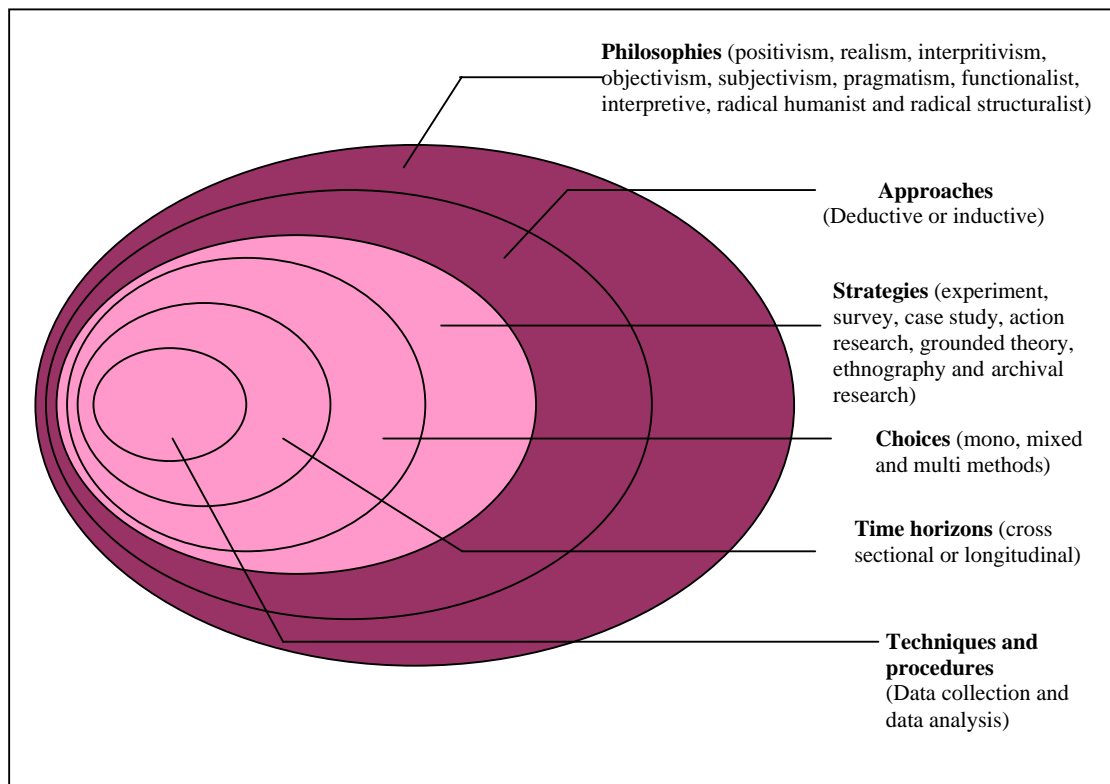 Philosophies (positivism, realism, interpritivism,
objectivism, subjectivism, pragmatism, functionalist,
interpretive, radical humanist and radical structuralist)
Approaches
(Deductive or inductive)
Strategies (experiment,
survey, case study, action
research, grounded theory,
ethnography and archival
research)
Choices (mono, mixed
and multi methods)
Time horizons (cross
sectional or longitudinal)
Techniques and
procedures
(Data collection and
data analysis)